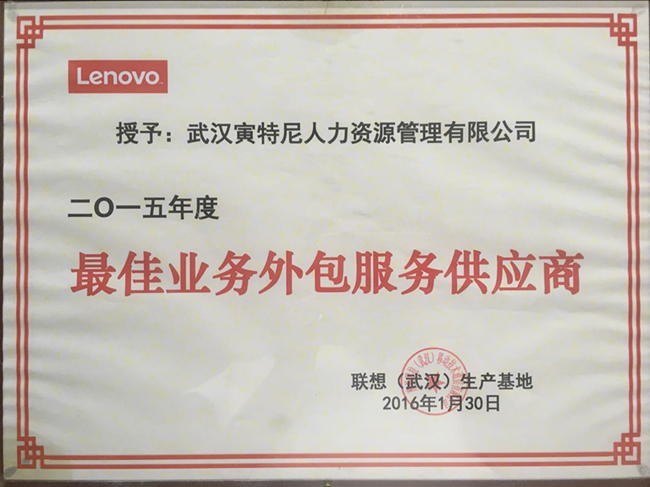 Lenovo
授予：武汉寅特尼人力资源管理有限公司
二〇一五年度
最佳业务外包服务供应商
联想（武汉）生产基地
2016年1月30日